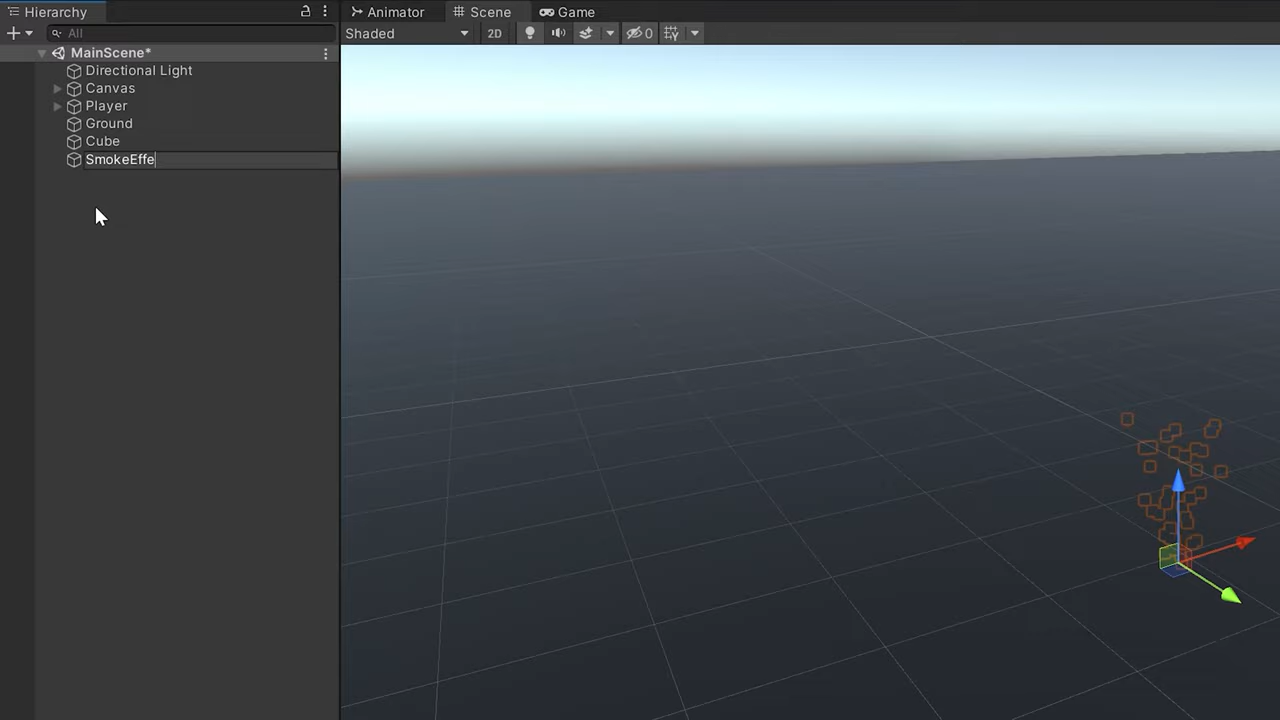 Hierarchy
Animator
Scene
Game
All
Shaded
2D
0
MainScene*
Directional Light
Canvas
Player
Ground
Cube
SmokeEffe